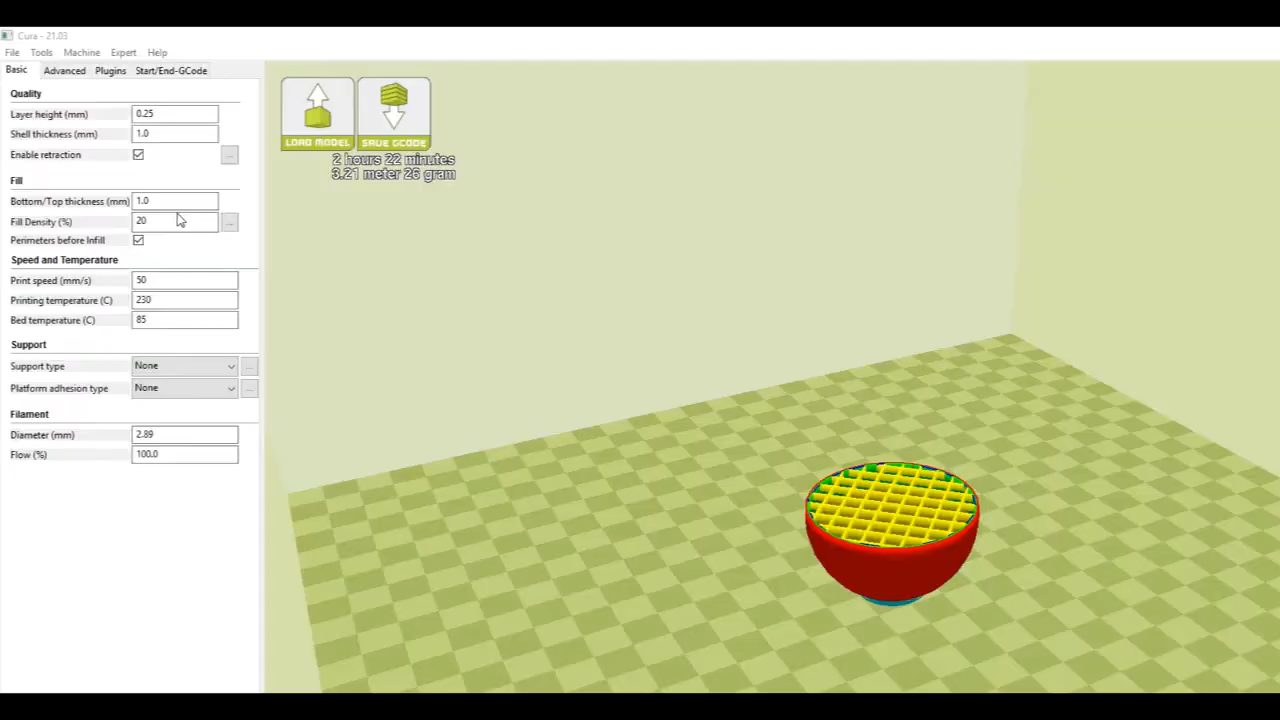 Cura - 21.03
File Tools Machine Expert Help
Basic Advanced Plugins Start/End-GCode
Quality
Layer height (mm) 0.25
Shell thickness (mm) 1.0
Enable retraction
...
Fill
Bottom/Top thickness (mm) 1.0
Fill Density (%) 20 ...
Perimeters before Infill
Speed and Temperature
Print speed (mm/s) 50
Printing temperature (C) 230
Bed temperature (C) 85
Support
Support type None ...
Platform adhesion type None ...
Filament
Diameter (mm) 2.89
Flow (%) 100.0
LOAD MODEL SAVE GCODE
2 hours 22 minutes
3.21 meter 26 gram